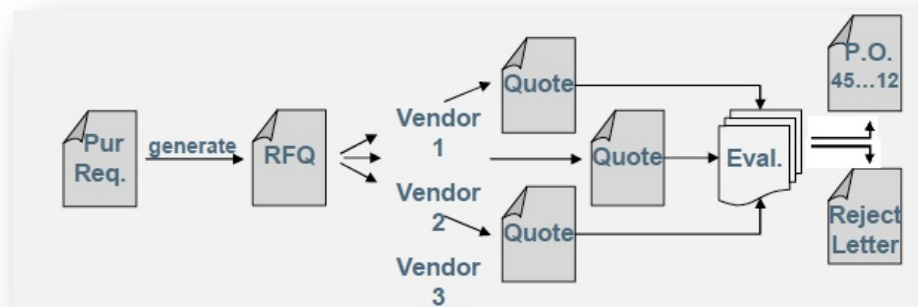 Pur
Req.
generate
RFQ
Vendor
1
Vendor
2
Vendor
3
Quote
Quote
Quote
Eval.
P.O.
45...12
Reject
Letter